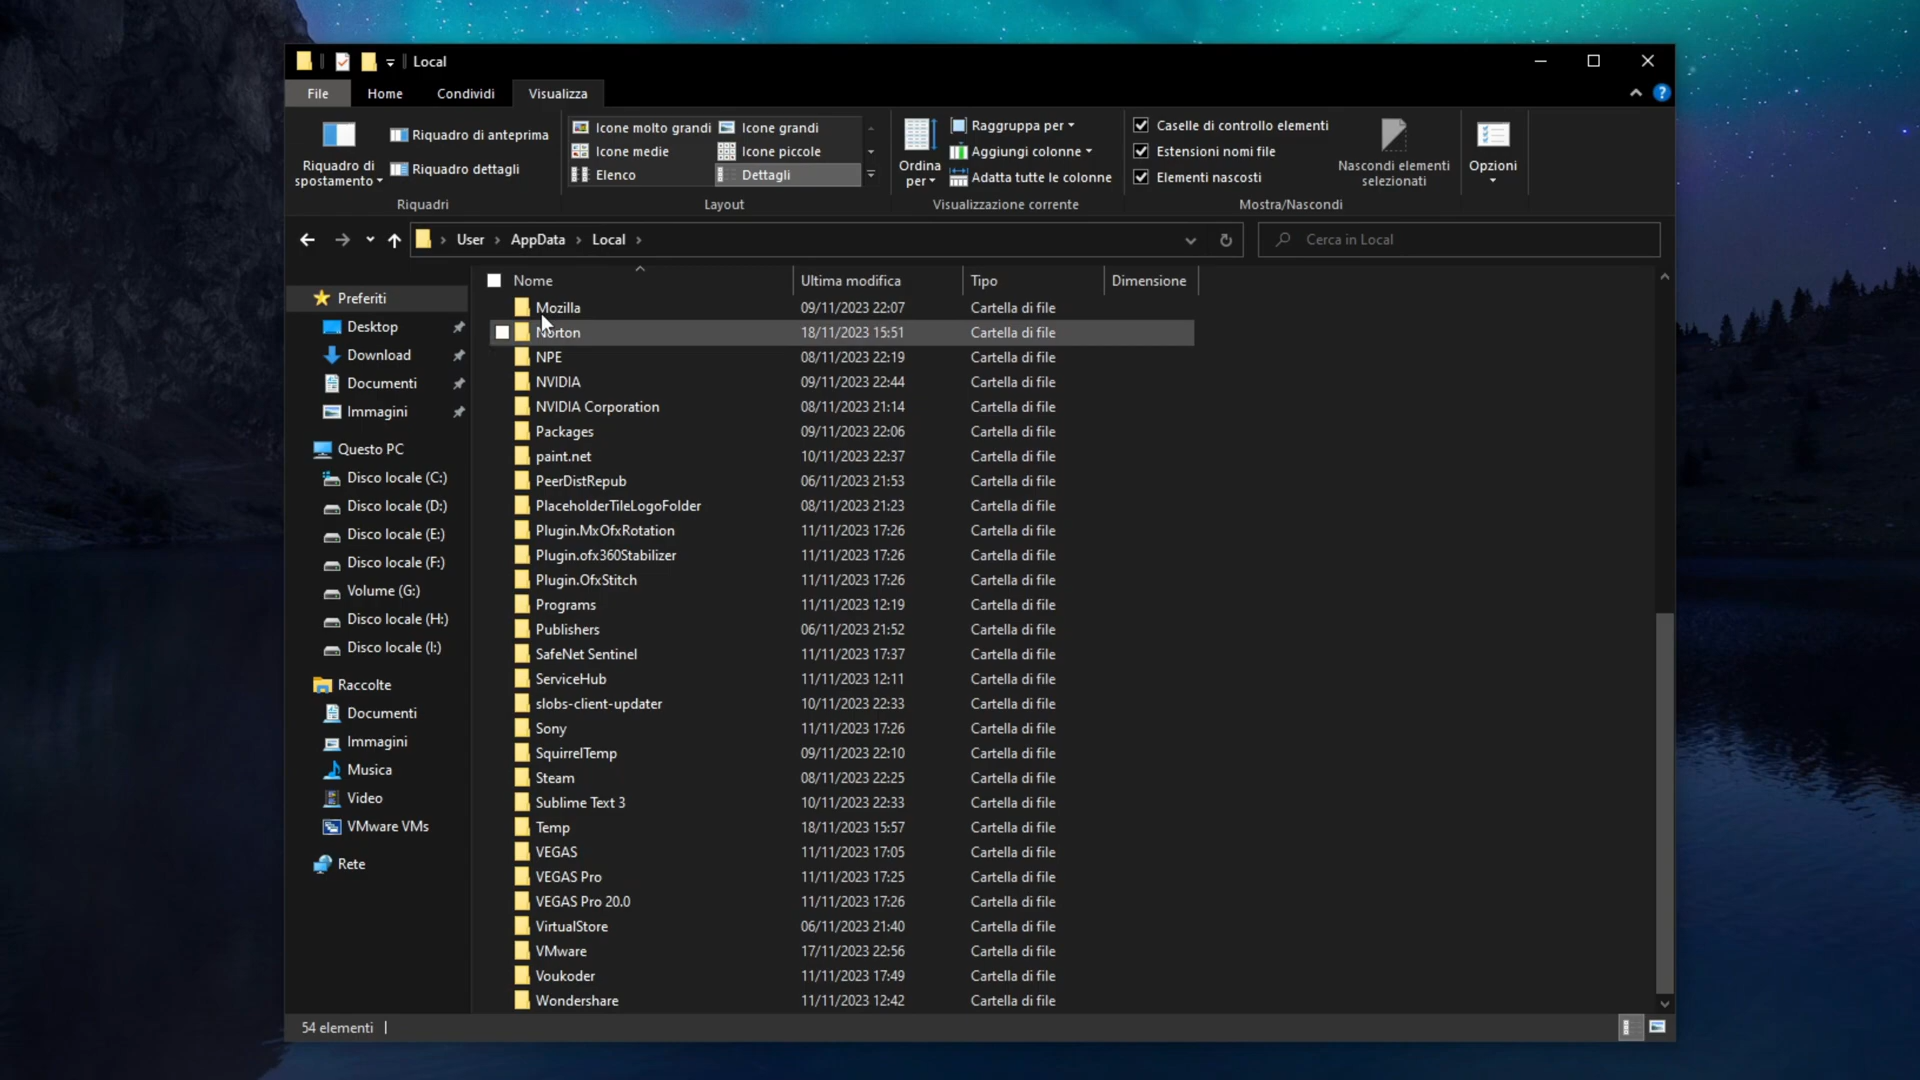 Local
File Home Condividi Visualizza
Riquadro di spostamento
Riquadro di anteprima
Riquadro dettagli
Riquadri
Icone molto grandi Icone grandi
Icone medie Icone piccole
Elenco Dettagli
Layout
Ordina per
Raggruppa per
Aggiungi colonne
Adatta tutte le colonne
Visualizzazione corrente
Caselle di controllo elementi
Estensioni nomi file
Elementi nascosti
Nascondi elementi selezionati
Mostra/Nascondi
Opzioni
User > AppData > Local >
Cerca in Local
Preferiti
Desktop
Download
Documenti
Immagini
Questo PC
Disco locale (C:)
Disco locale (D:)
Disco locale (E:)
Disco locale (F:)
Volume (G:)
Disco locale (H:)
Disco locale (I:)
Raccolte
Documenti
Immagini
Musica
Video
VMware VMs
Rete
Nome Ultima modifica Tipo Dimensione
Mozilla 09/11/2023 22:07 Cartella di file
Norton 18/11/2023 15:51 Cartella di file
NPE 08/11/2023 22:19 Cartella di file
NVIDIA 09/11/2023 22:44 Cartella di file
NVIDIA Corporation 08/11/2023 21:14 Cartella di file
Packages 09/11/2023 22:06 Cartella di file
paint.net 10/11/2023 22:37 Cartella di file
PeerDistRepub 06/11/2023 21:53 Cartella di file
PlaceholderTileLogoFolder 08/11/2023 21:23 Cartella di file
Plugin.MxOfxRotation 11/11/2023 17:26 Cartella di file
Plugin.ofx360Stabilizer 11/11/2023 17:26 Cartella di file
Plugin.OfxStitch 11/11/2023 17:26 Cartella di file
Programs 11/11/2023 12:19 Cartella di file
Publishers 06/11/2023 21:52 Cartella di file
SafeNet Sentinel 11/11/2023 17:37 Cartella di file
ServiceHub 11/11/2023 12:11 Cartella di file
slobs-client-updater 10/11/2023 22:33 Cartella di file
Sony 11/11/2023 17:26 Cartella di file
SquirrelTemp 09/11/2023 22:10 Cartella di file
Steam 08/11/2023 22:25 Cartella di file
Sublime Text 3 10/11/2023 22:33 Cartella di file
Temp 18/11/2023 15:57 Cartella di file
VEGAS 11/11/2023 17:05 Cartella di file
VEGAS Pro 11/11/2023 17:25 Cartella di file
VEGAS Pro 20.0 11/11/2023 17:26 Cartella di file
VirtualStore 06/11/2023 21:40 Cartella di file
VMware 17/11/2023 22:56 Cartella di file
Voukoder 11/11/2023 17:49 Cartella di file
Wondershare 11/11/2023 12:42 Cartella di file
54 elementi